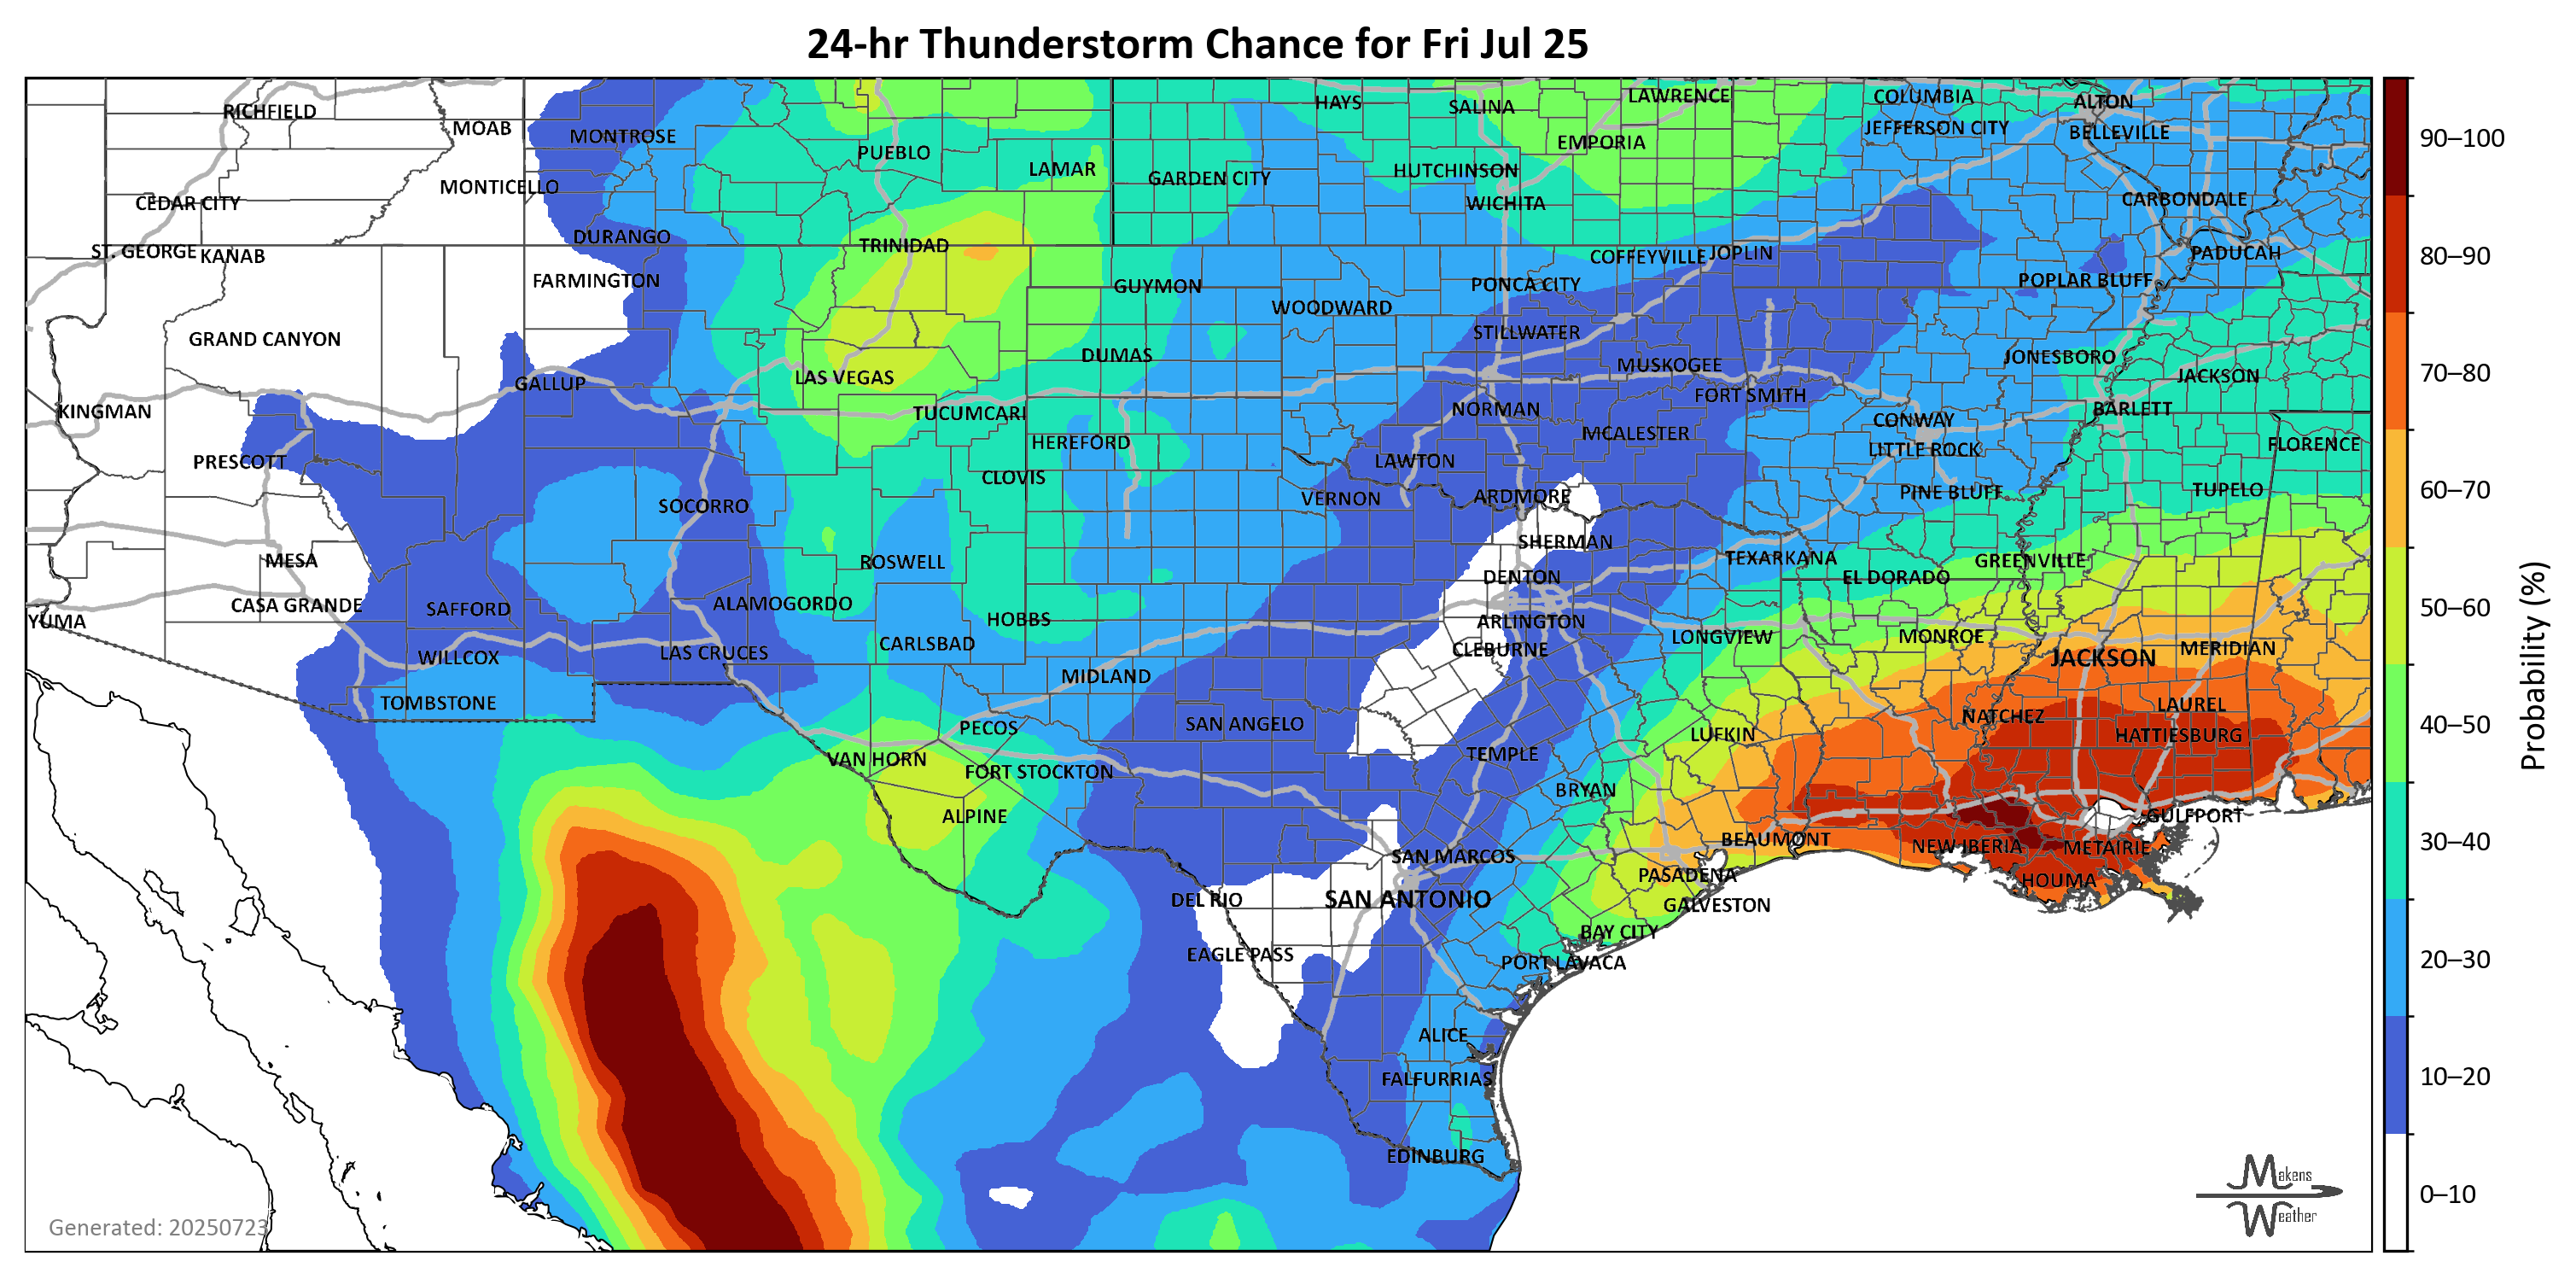 24-hr Thunderstorm Chance for Fri Jul 25
RICHFIELD
MOAB
MONTROSE
PUEBLO
LAMAR
HAYS
SALINA
LAWRENCE
COLUMBIA
ALTON
EMPORIA
JEFFERSON CITY
BELLEVILLE
MONTICELLO
GARDEN CITY
HUTCHINSON
CEDAR CITY
WICHITA
CARBONDALE
DURANGO
TRINIDAD
ST. GEORGE
KANAB
COFFEYVILLE
JOPLIN
PADUCAH
FARMINGTON
GUYMON
PONCA CITY
POPLAR BLUFF
WOODWARD
GRAND CANYON
STILLWATER
DUMAS
MUSKOGEE
JONESBORO
GALLUP
LAS VEGAS
JACKSON
FORT SMITH
KINGMAN
TUCUMCARI
NORMAN
BARLETT
CONWAY
HEREFORD
MCALESTER
FLORENCE
PRESCOTT
LITTLE ROCK
LAWTON
CLOVIS
SOCORRO
VERNON
ARDMORE
PINE BLUFF
TUPELO
SHERMAN
MESA
ROSWELL
TEXARKANA
GREENVILLE
DENTON
EL DORADO
CASA GRANDE
SAFFORD
ALAMOGORDO
YUMA
HOBBS
ARLINGTON
CARLSBAD
LONGVIEW
MONROE
WILLCOX
LAS CRUCES
CLEBURNE
JACKSON
MERIDIAN
TOMBSTONE
MIDLAND
PECOS
SAN ANGELO
NATCHEZ
LAUREL
LUFKIN
HATTIESBURG
VAN HORN
FORT STOCKTON
TEMPLE
BRYAN
ALPINE
GULFPORT
BEAUMONT
NEW IBERIA
METAIRIE
SAN MARCOS
PASADENA
HOUMA
DEL RIO
SAN ANTONIO
GALVESTON
BAY CITY
EAGLE PASS
PORT LAVACA
ALICE
FALFURRIAS
EDINBURG
Generated: 20250723
Makens
Weather
90–100
80–90
70–80
60–70
50–60
40–50
30–40
20–30
10–20
0–10
Probability (%)